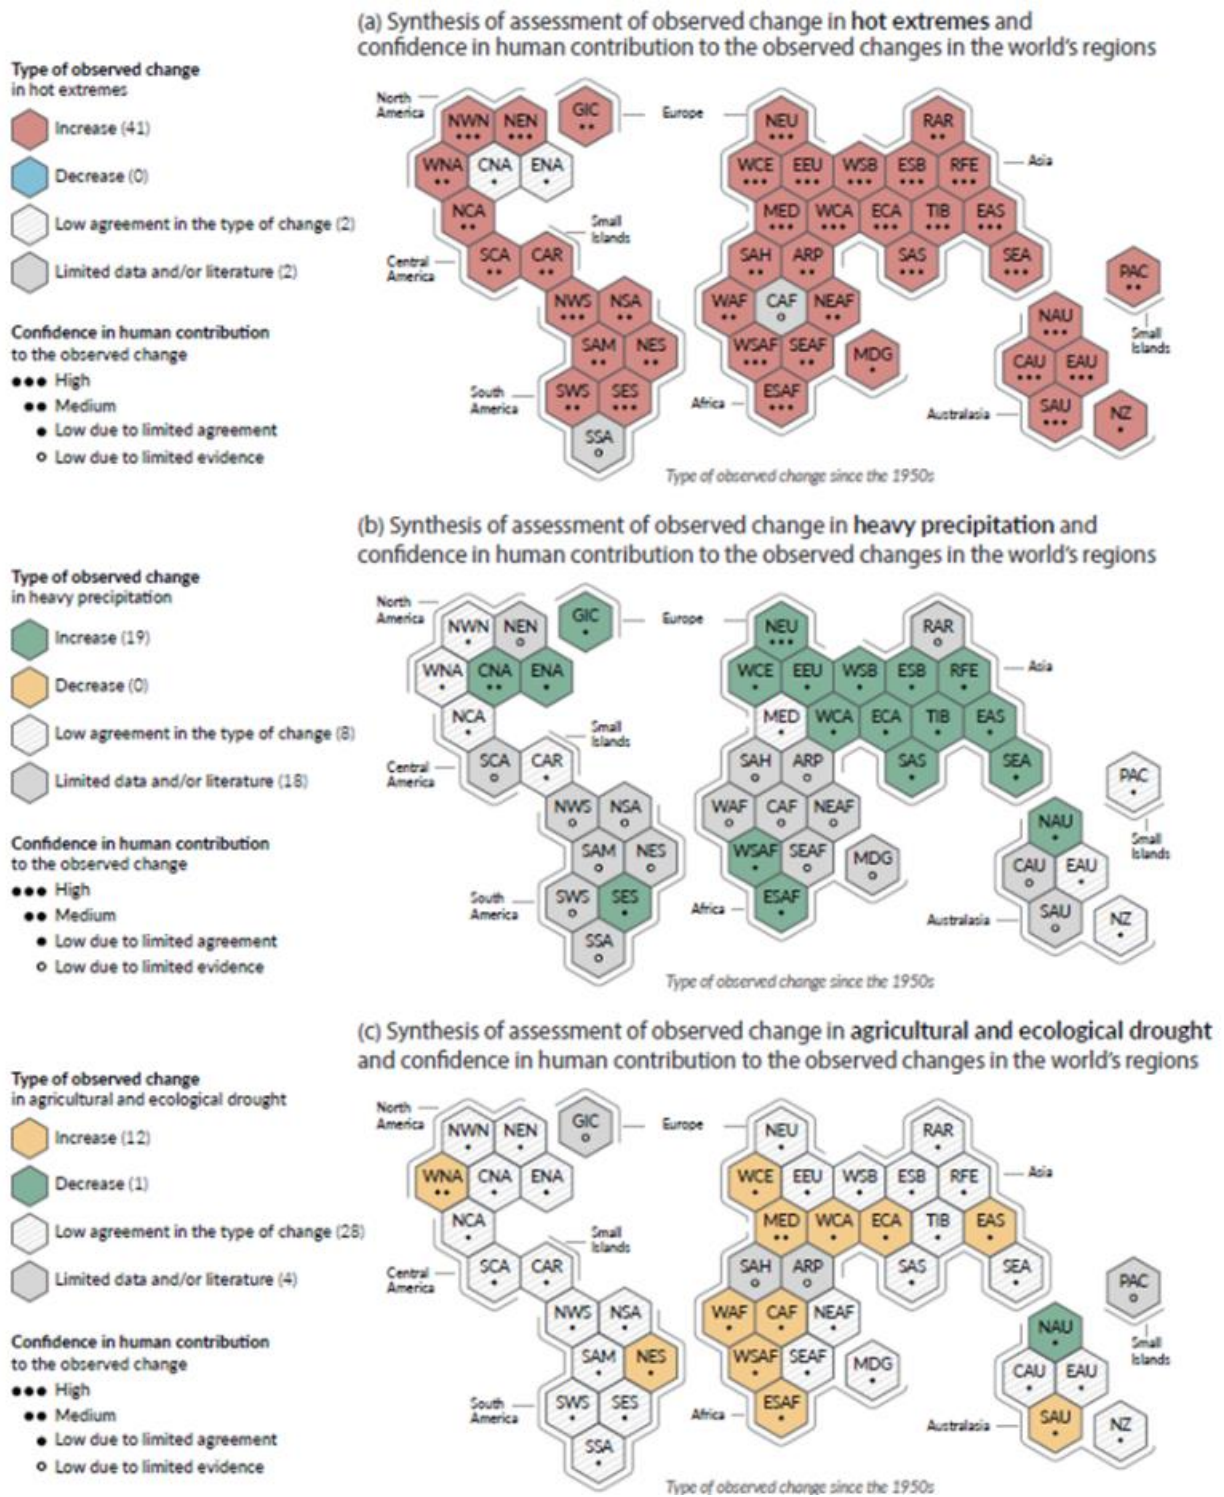 (a) Synthesis of assessment of observed change in hot extremes and
confidence in human contribution to the observed changes in the world's regions
Type of observed change
in hot extremes
Increase (41)
Decrease (0)
Low agreement in the type of change (2)
Limited data and/or literature (2)
Confidence in human contribution
to the observed change
High
Medium
Low due to limited agreement
Low due to limited evidence
North
America
GIC
Europe
NWN NEN
NEU
RAR
WNA CNA ENA
WCE EEU WSB ESB RFE
Asia
NCA
MED WCA ECA TIB EAS
Small
Islands
Central
America
SCA CAR
SAH ARP
SAS
SEA
PAC
NWS NSA
WAF CAF NEAF
NAU
Small
Islands
SAM NES
WSAF SEAF
MDG
CAU EAU
South
America
SWS SES
Africa
ESAF
Australasia
SAU
NZ
SSA
Type of observed change since the 1950s
(b) Synthesis of assessment of observed change in heavy precipitation and
confidence in human contribution to the observed changes in the world's regions
Type of observed change
in heavy precipitation
Increase (19)
Decrease (0)
Low agreement in the type of change (8)
Limited data and/or literature (18)
Confidence in human contribution
to the observed change
High
Medium
Low due to limited agreement
Low due to limited evidence
North
America
GIC
Europe
NWN NEN
NEU
RAR
WNA CNA ENA
WCE EEU WSB ESB RFE
Asia
NCA
MED WCA ECA TIB EAS
Small
Islands
Central
America
SCA CAR
SAH ARP
SAS
SEA
PAC
NWS NSA
WAF CAF NEAF
NAU
Small
Islands
SAM NES
WSAF SEAF
MDG
CAU EAU
South
America
SWS SES
Africa
ESAF
Australasia
SAU
NZ
SSA
Type of observed change since the 1950s
(c) Synthesis of assessment of observed change in agricultural and ecological drought
and confidence in human contribution to the observed changes in the world's regions
Type of observed change
in agricultural and ecological drought
Increase (12)
Decrease (1)
Low agreement in the type of change (28)
Limited data and/or literature (4)
Confidence in human contribution
to the observed change
High
Medium
Low due to limited agreement
Low due to limited evidence
North
America
GIC
Europe
NWN NEN
NEU
RAR
WNA CNA ENA
WCE EEU WSB ESB RFE
Asia
NCA
MED WCA ECA TIB EAS
Small
Islands
Central
America
SCA CAR
SAH ARP
SAS
SEA
PAC
NWS NSA
WAF CAF NEAF
NAU
Small
Islands
SAM NES
WSAF SEAF
MDG
CAU EAU
South
America
SWS SES
Africa
ESAF
Australasia
SAU
NZ
SSA
Type of observed change since the 1950s